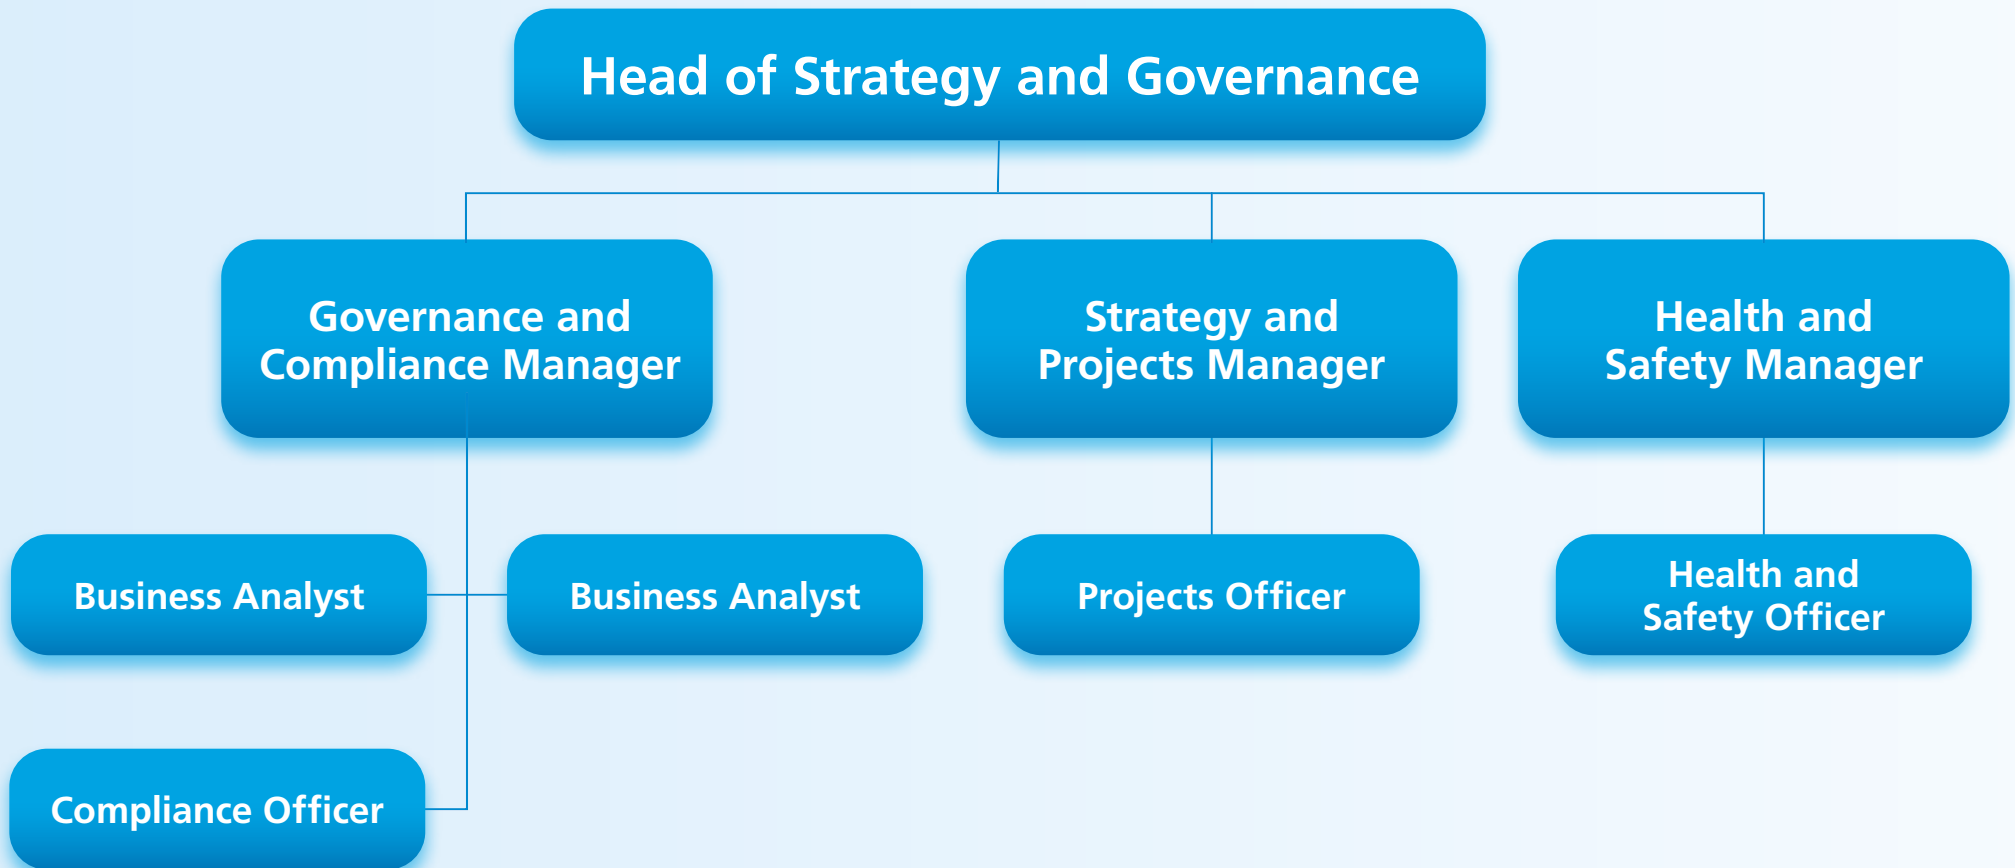 Head of Strategy and Governance
Governance and
Compliance Manager
Strategy and
Projects Manager
Health and
Safety Manager
Business Analyst
Business Analyst
Projects Officer
Health and
Safety Officer
Compliance Officer